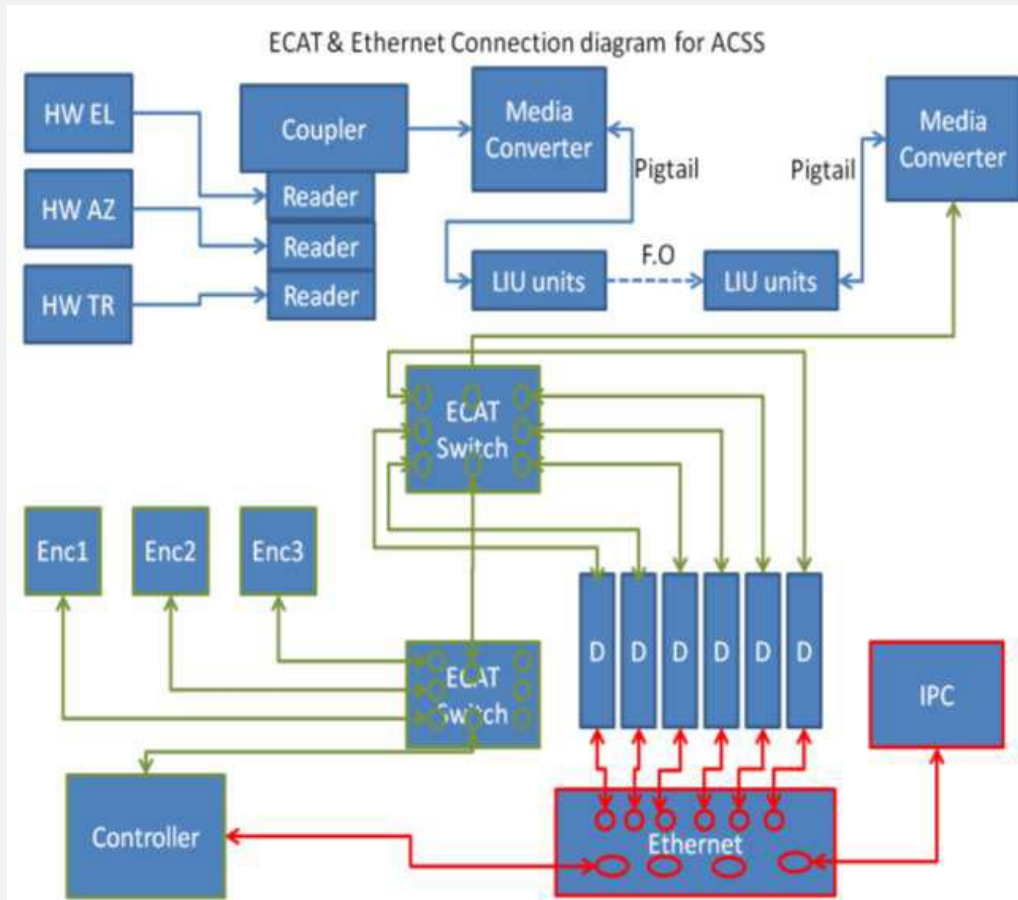 ECAT & Ethernet Connection diagram for ACSS
HW EL
Coupler
Media
Converter
Media
Converter
Pigtail
Pigtail
Reader
HW AZ
Reader
F.O
HW TR
Reader
LIU units
LIU units
ECAT
Switch
Enc1
Enc2
Enc3
D
D
D
D
D
D
ECAT
Switch
IPC
Controller
Ethernet